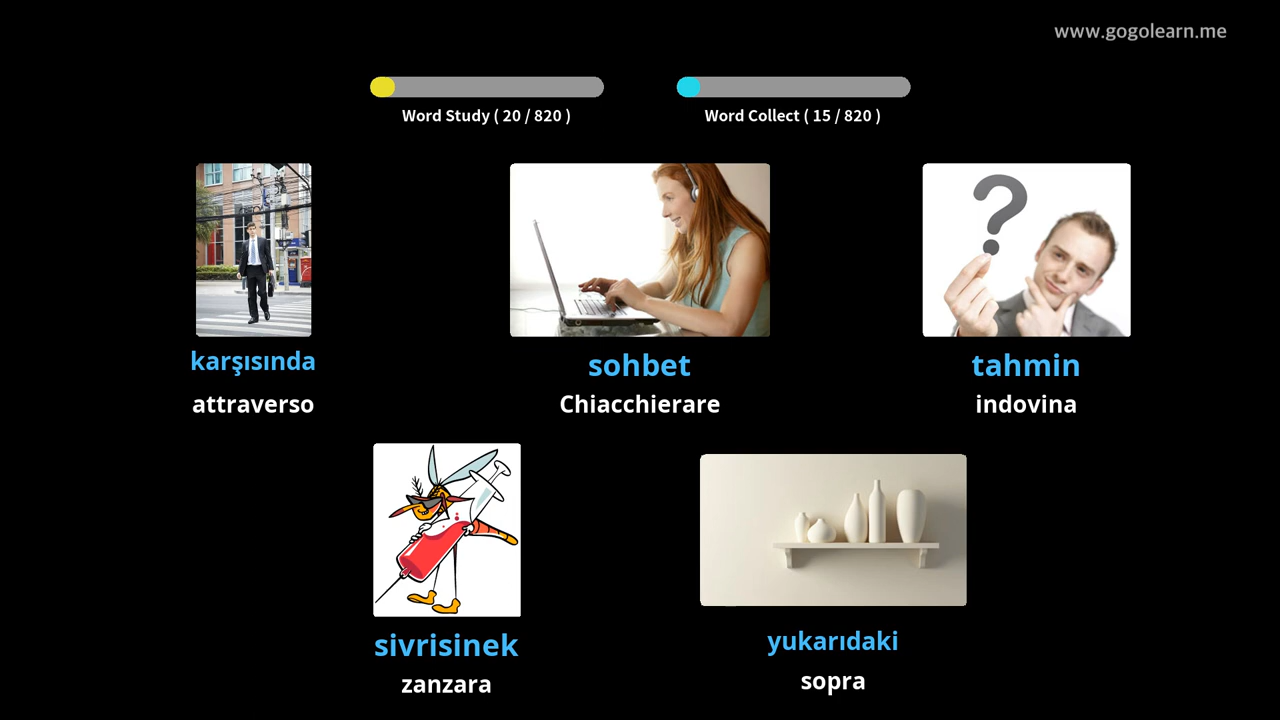 www.gogolearn.me
Word Study ( 20 / 820 )
Word Collect ( 15 / 820 )
karşısında
attraverso
sohbet
Chiacchierare
tahmin
indovina
sivrisinek
zanzara
yukarıdaki
sopra